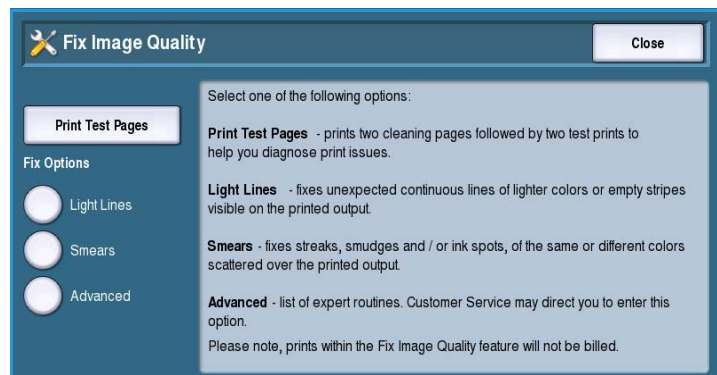 Fix Image Quality
Close
Print Test Pages
Fix Options
Light Lines
Smears
Advanced
Select one of the following options:
Print Test Pages - prints two cleaning pages followed by two test prints to
help you diagnose print issues.
Light Lines - fixes unexpected continuous lines of lighter colors or empty stripes
visible on the printed output.
Smears - fixes streaks, smudges and / or ink spots, of the same or different colors
scattered over the printed output.
Advanced - list of expert routines. Customer Service may direct you to enter this
option.
Please note, prints within the Fix Image Quality feature will not be billed.